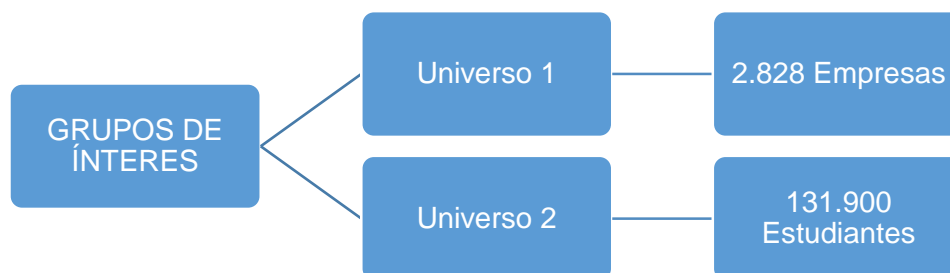 GRUPOS DE
ÍNTERES
Universo 1
2.828 Empresas
Universo 2
131.900
Estudiantes